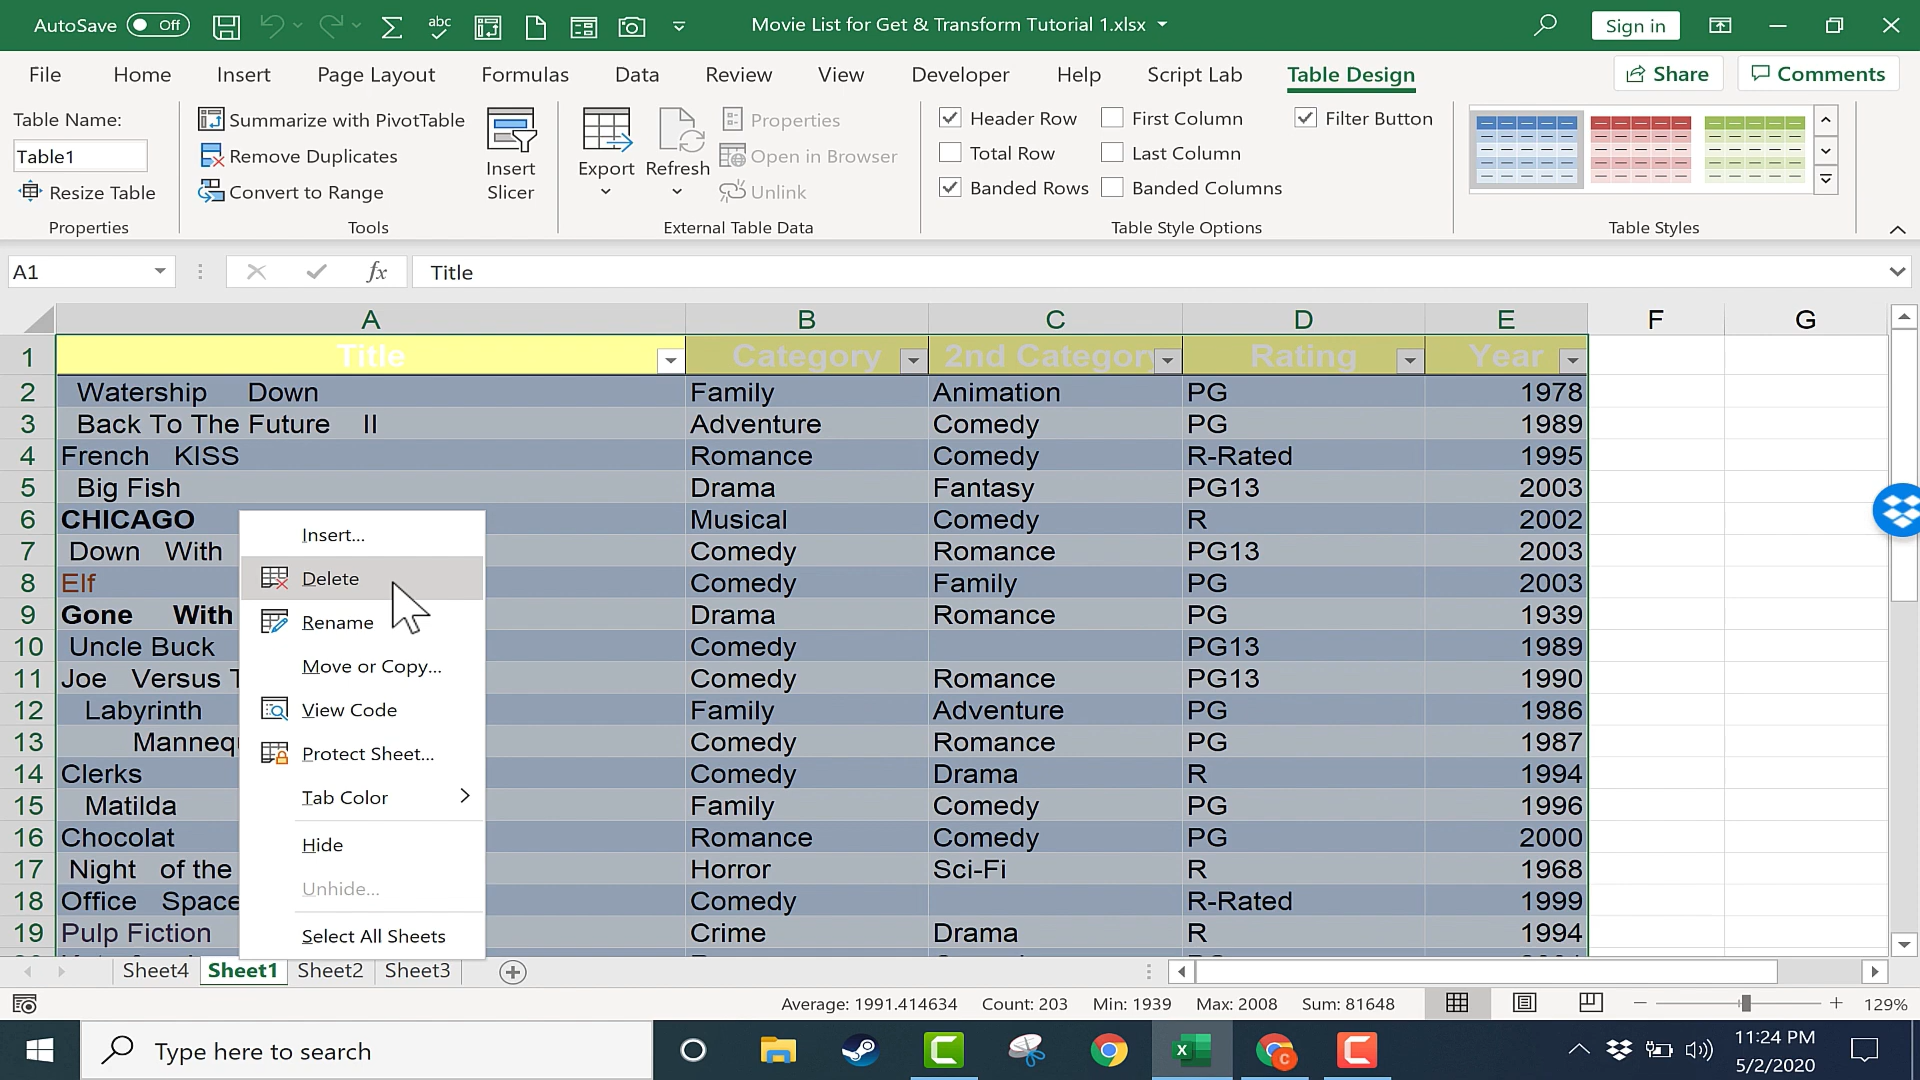 AutoSave Off abc Movie List for Get & Transform Tutorial 1.xlsx Sign in
File Home Insert Page Layout Formulas Data Review View Developer Help Script Lab Table Design Share Comments
Table Name:
Table1
Resize Table
Properties
Summarize with PivotTable
Remove Duplicates
Convert to Range
Tools
Insert
Slicer
Export
Refresh
Properties
Open in Browser
Unlink
External Table Data
Header Row First Column Filter Button
Total Row Last Column
Banded Rows Banded Columns
Table Style Options
Table Styles
A1 fx Title
A B C D E F G
1 Title Category 2nd Category Rating Year
2 Watership Down Family Animation PG 1978
3 Back To The Future II Adventure Comedy PG 1989
4 French KISS Romance Comedy R-Rated 1995
5 Big Fish Drama Fantasy PG13 2003
6 CHICAGO Musical Comedy R 2002
7 Down With Comedy Romance PG13 2003
8 Elf Comedy Family PG 2003
9 Gone With Drama Romance PG 1939
10 Uncle Buck Comedy PG13 1989
11 Joe Versus Comedy Romance PG13 1990
12 Labyrinth Family Adventure PG 1986
13 Mannequ Comedy Romance PG 1987
14 Clerks Comedy Drama R 1994
15 Matilda Family Comedy PG 1996
16 Chocolat Romance Comedy PG 2000
17 Night of the Horror Sci-Fi R 1968
18 Office Space Comedy R-Rated 1999
19 Pulp Fiction Crime Drama R 1994
Insert...
Delete
Rename
Move or Copy...
View Code
Protect Sheet...
Tab Color
Hide
Unhide...
Select All Sheets
Sheet4 Sheet1 Sheet2 Sheet3
Average: 1991.414634 Count: 203 Min: 1939 Max: 2008 Sum: 81648 129%
Type here to search
11:24 PM
5/2/2020